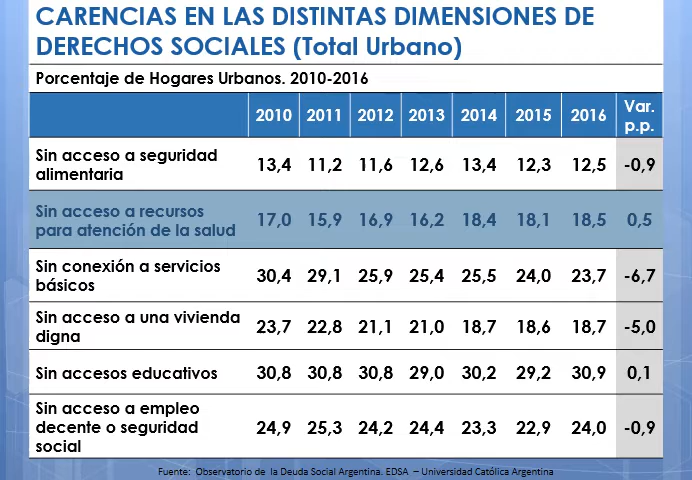 CARENCIAS EN LAS DISTINTAS DIMENSIONES DE
DERECHOS SOCIALES (Total Urbano)
Porcentaje de Hogares Urbanos. 2010-2016
2010 2011 2012 2013 2014 2015 2016 Var. p.p.
Sin acceso a seguridad
alimentaria 13,4 11,2 11,6 12,6 13,4 12,3 12,5 -0,9
Sin acceso a recursos
para atención de la salud 17,0 15,9 16,9 16,2 18,4 18,1 18,5 0,5
Sin conexión a servicios
básicos 30,4 29,1 25,9 25,4 25,5 24,0 23,7 -6,7
Sin acceso a una vivienda
digna 23,7 22,8 21,1 21,0 18,7 18,6 18,7 -5,0
Sin accesos educativos 30,8 30,8 30,8 29,0 30,2 29,2 30,9 0,1
Sin acceso a empleo
decente o seguridad
social 24,9 25,3 24,2 24,4 23,3 22,9 24,0 -0,9
Fuente: Observatorio de la Deuda Social Argentina. EDSA – Universidad Católica Argentina